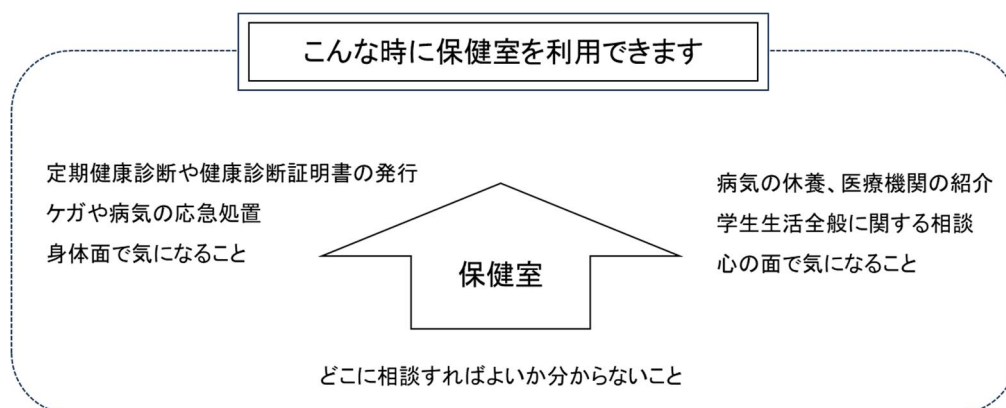 こんな時に保健室を利用できます
定期健康診断や健康診断証明書の発行
ケガや病気の応急処置
身体面で気になること
病気の休養、医療機関の紹介
学生生活全般に関する相談
心の面で気になること
保健室
どこに相談すればよいか分からないこと